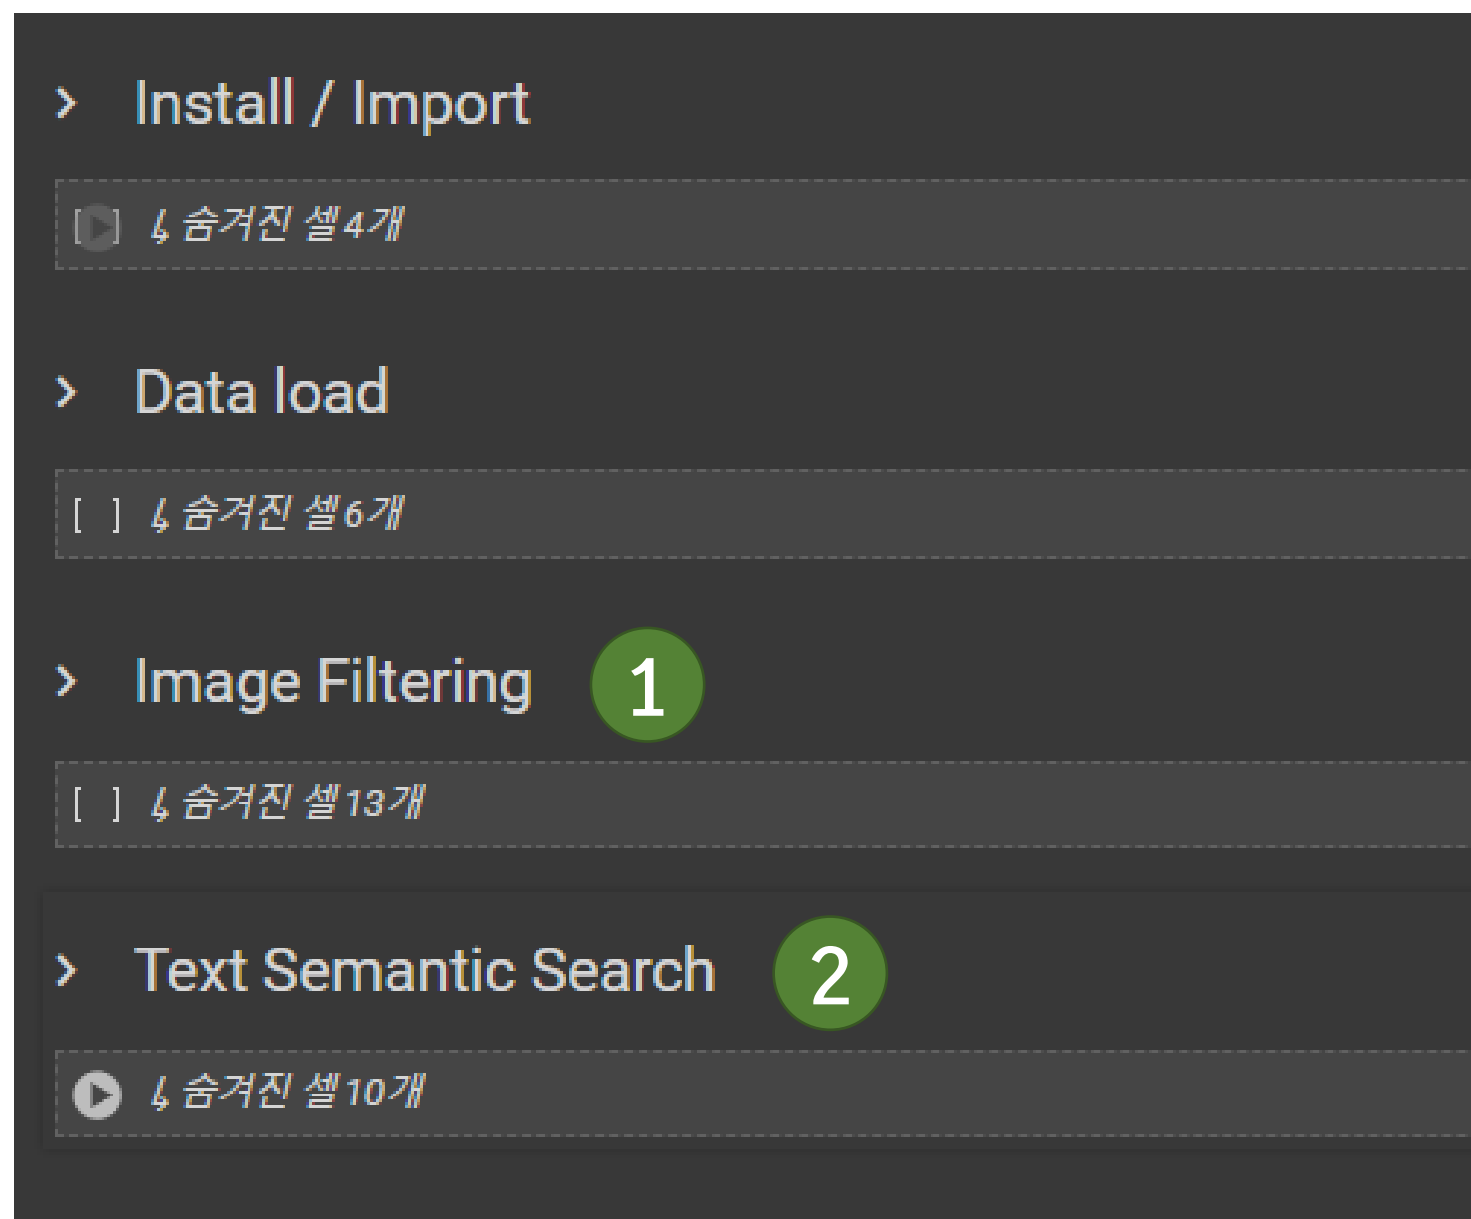 Install / Import
[ ] ↳ 숨겨진 셀 4개
Data load
[ ] ↳ 숨겨진 셀 6개
Image Filtering 1
[ ] ↳ 숨겨진 셀 13개
Text Semantic Search 2
↳ 숨겨진 셀 10개